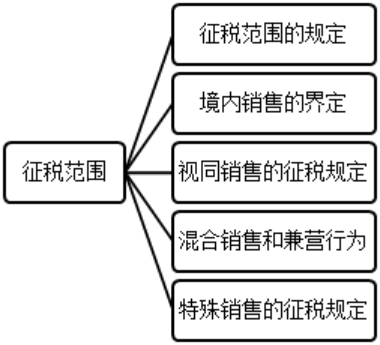 征税范围的规定
境内销售的界定
征税范围
视同销售的征税规定
混合销售和兼营行为
特殊销售的征税规定